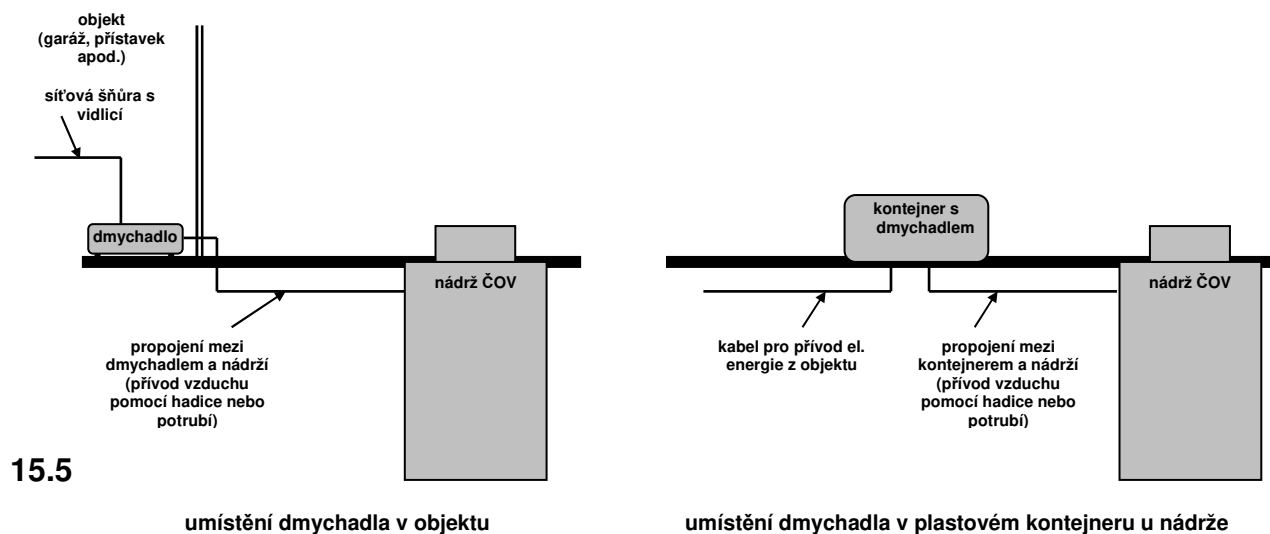 objekt
(garáž, přístavek
apod.)
síťová šňůra s
vidlicí
dmychadlo
nádrž ČOV
propojení mezi
dmychadlem a nádrží
(přívod vzduchu
pomocí hadice nebo
potrubí)
kontejner s
dmychadlem
nádrž ČOV
kabel pro přívod el.
energie z objektu
propojení mezi
kontejnerem a nádrží
(přívod vzduchu
pomocí hadice nebo
potrubí)
15.5
umístění dmychadla v objektu
umístění dmychadla v plastovém kontejneru u nádrže